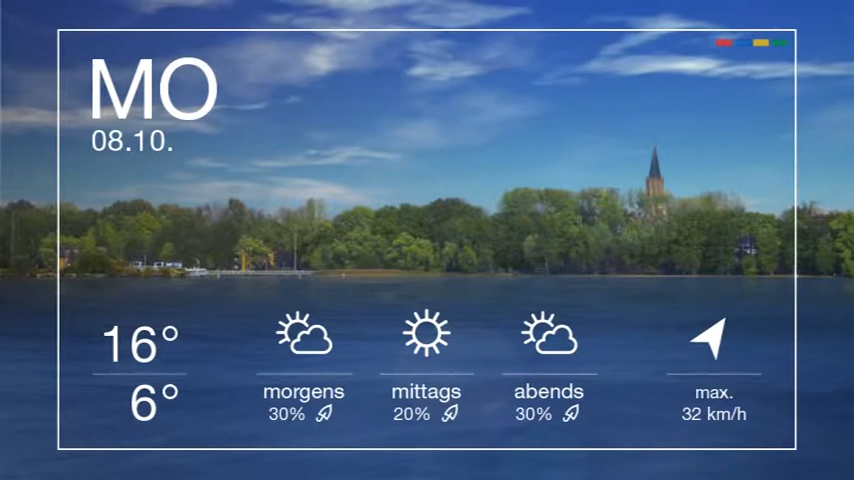 MO
08.10.
16°
6°
morgens
30%
mittags
20%
abends
30%
max.
32 km/h